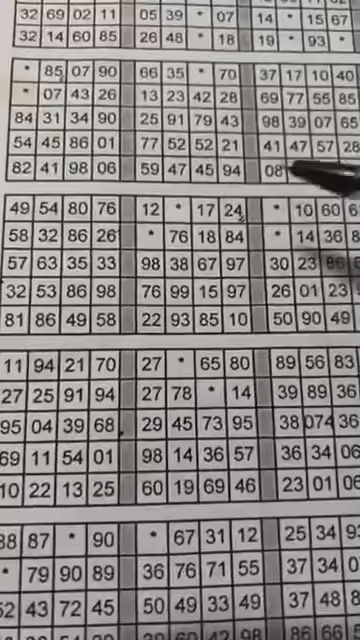 32 69 02 11 05 39 * 07 14 * 15 67
32 14 60 85 26 48 * 18 19 * 93 *
* 85 07 90 66 35 * 70 37 17 10 40
* 07 43 26 13 23 42 28 69 77 55 85
84 31 34 90 25 91 79 43 98 39 07 65
54 45 86 01 77 52 52 21 41 47 57 28
82 41 98 06 59 47 45 94 08
49 54 80 76 12 * 17 24 * 10 60
58 32 86 26 * 76 18 84 * 14 36
57 63 35 33 98 38 67 97 30 23 86
32 53 86 98 76 99 15 97 26 01 23
81 86 49 58 22 93 85 10 50 90 49
11 94 21 70 27 * 65 80 89 56 83
27 25 91 94 27 78 * 14 39 89 36
95 04 39 68 29 45 73 95 38 074 36
69 11 54 01 98 14 36 57 36 34 06
10 22 13 25 60 19 69 46 23 01 06
88 87 * 90 * 67 31 12 25 34
* 79 90 89 36 76 71 55 37 34
52 43 72 45 50 49 33 49 37 48